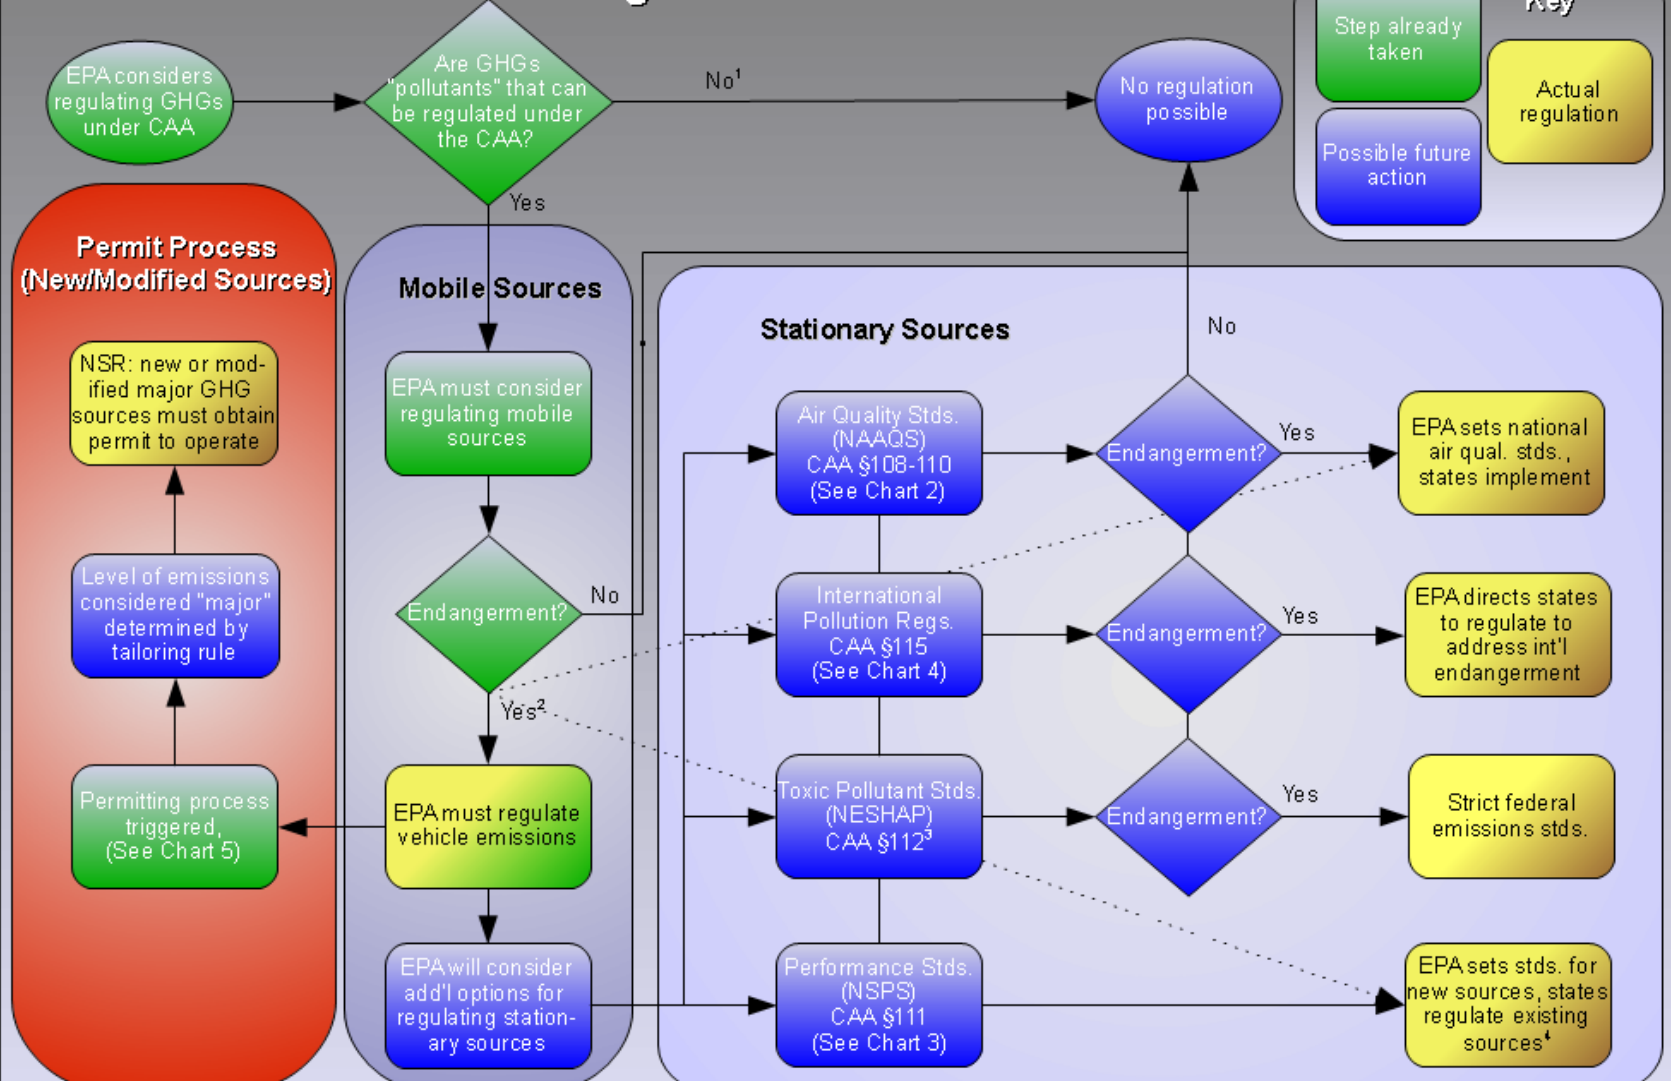 Key
Step already
taken
Actual
regulation
Possible future
action
EPA considers
regulating GHGs
under CAA
Are GHGs
"pollutants" that can
be regulated under
the CAA?
No¹
No regulation
possible
Yes
Permit Process
(New/Modified Sources)
NSR: new or mod-
ified major GHG
sources must obtain
permit to operate
Level of emissions
considered "major"
determined by
tailoring rule
Permitting process
triggered,
(See Chart 5)
Mobile Sources
EPA must consider
regulating mobile
sources
Endangerment?
No
Yes²
EPA must regulate
vehicle emissions
EPA will consider
add'l options for
regulating station-
ary sources
Stationary Sources
No
Air Quality Stds.
(NAAQS)
CAA §108-110
(See Chart 2)
Endangerment?
Yes
EPA sets national
air qual. stds.,
states implement
International
Pollution Regs.
CAA §115
(See Chart 4)
Endangerment?
Yes
EPA directs states
to regulate to
address int'l
endangerment
Toxic Pollutant Stds.
(NESHAP)
CAA §112³
Endangerment?
Yes
Strict federal
emissions stds.
Performance Stds.
(NSPS)
CAA §111
(See Chart 3)
EPA sets stds. for
new sources, states
regulate existing
sources⁴